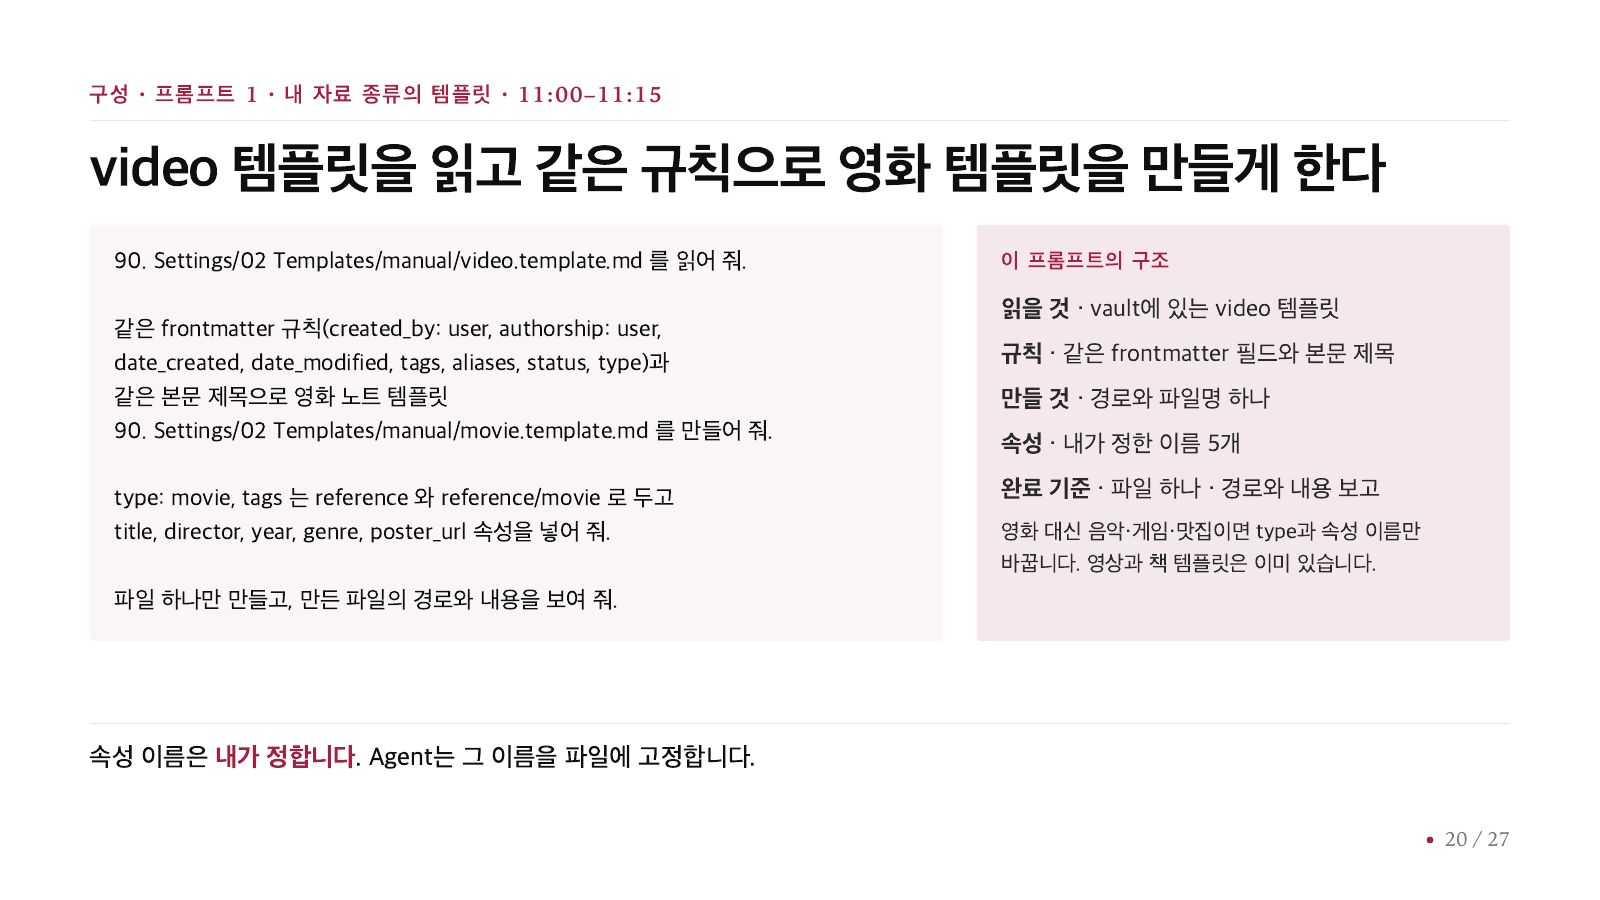 구성 · 프롬프트 1 · 내 자료 종류의 템플릿 · 11:00–11:15
video 템플릿을 읽고 같은 규칙으로 영화 템플릿을 만들게 한다
90. Settings/02 Templates/manual/video.template.md 를 읽어 줘.
같은 frontmatter 규칙(created_by: user, authorship: user,
date_created, date_modified, tags, aliases, status, type)과
같은 본문 제목으로 영화 노트 템플릿
90. Settings/02 Templates/manual/movie.template.md 를 만들어 줘.
type: movie, tags 는 reference 와 reference/movie 로 두고
title, director, year, genre, poster_url 속성을 넣어 줘.
파일 하나만 만들고, 만든 파일의 경로와 내용을 보여 줘.
이 프롬프트의 구조
읽을 것 · vault에 있는 video 템플릿
규칙 · 같은 frontmatter 필드와 본문 제목
만들 것 · 경로와 파일명 하나
속성 · 내가 정한 이름 5개
완료 기준 · 파일 하나 · 경로와 내용 보고
영화 대신 음악·게임·맛집이면 type과 속성 이름만
바꿉니다. 영상과 책 템플릿은 이미 있습니다.
속성 이름은 내가 정합니다. Agent는 그 이름을 파일에 고정합니다.
• 20 / 27